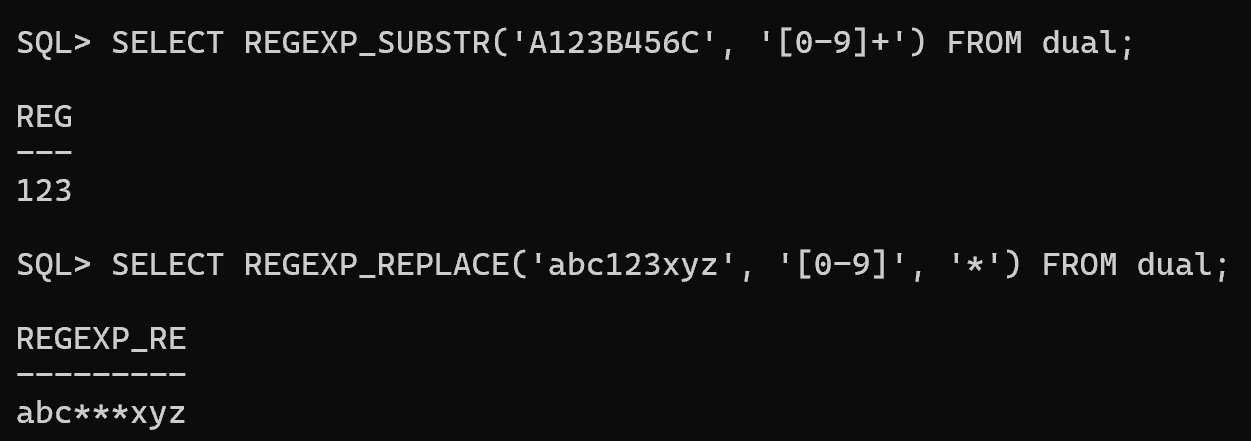 SQL> SELECT REGEXP_SUBSTR('A123B456C', '[0-9]+') FROM dual;
REG
---
123
SQL> SELECT REGEXP_REPLACE('abc123xyz', '[0-9]', '*') FROM dual;
REGEXP_RE
---------
abc***xyz